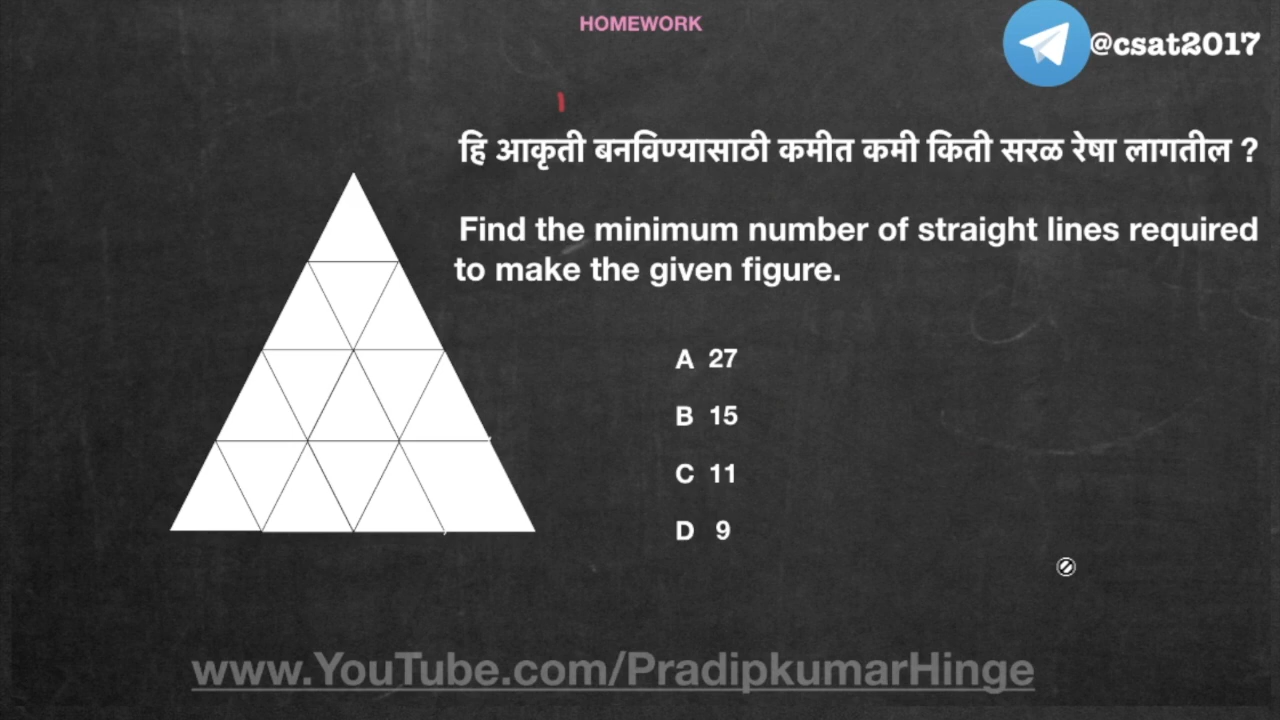 HOMEWORK
@csat2017
हि आकृती बनविण्यासाठी कमीत कमी किती सरळ रेषा लागतील ?
Find the minimum number of straight lines required
to make the given figure.
A 27
B 15
C 11
D 9
www.YouTube.com/PradipkumarHinge